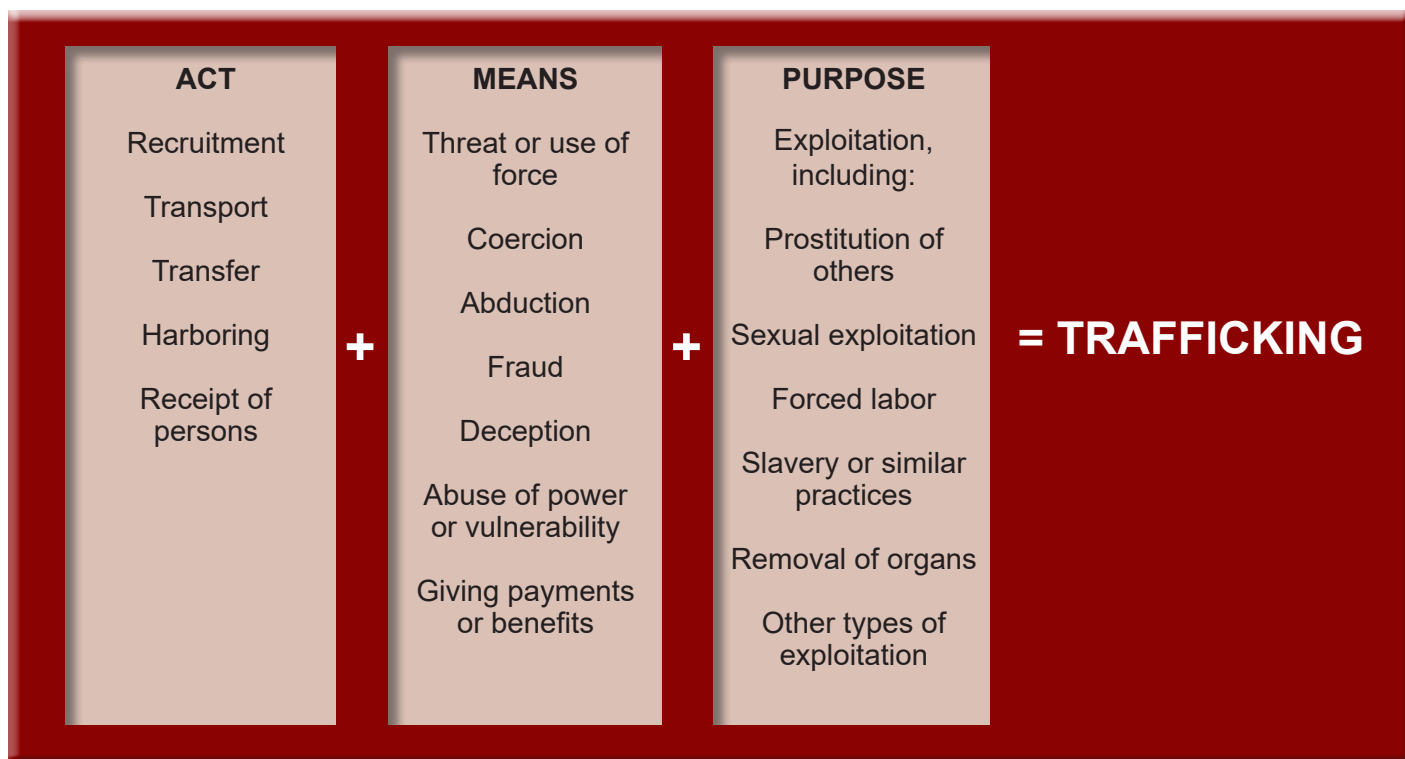 ACT
Recruitment
Transport
Transfer
Harboring
Receipt of
persons
+
MEANS
Threat or use of
force
Coercion
Abduction
Fraud
Deception
Abuse of power
or vulnerability
Giving payments
or benefits
+
PURPOSE
Exploitation,
including:
Prostitution of
others
Sexual exploitation
Forced labor
Slavery or similar
practices
Removal of organs
Other types of
exploitation
= TRAFFICKING